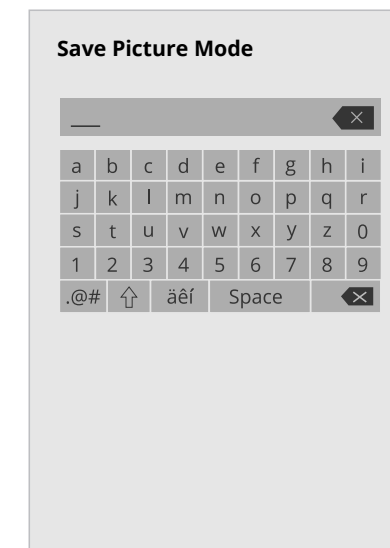 Save Picture Mode
a b c d e f g h i
j k l m n o p q r
s t u v w x y z 0
1 2 3 4 5 6 7 8 9
.@# äêí Space